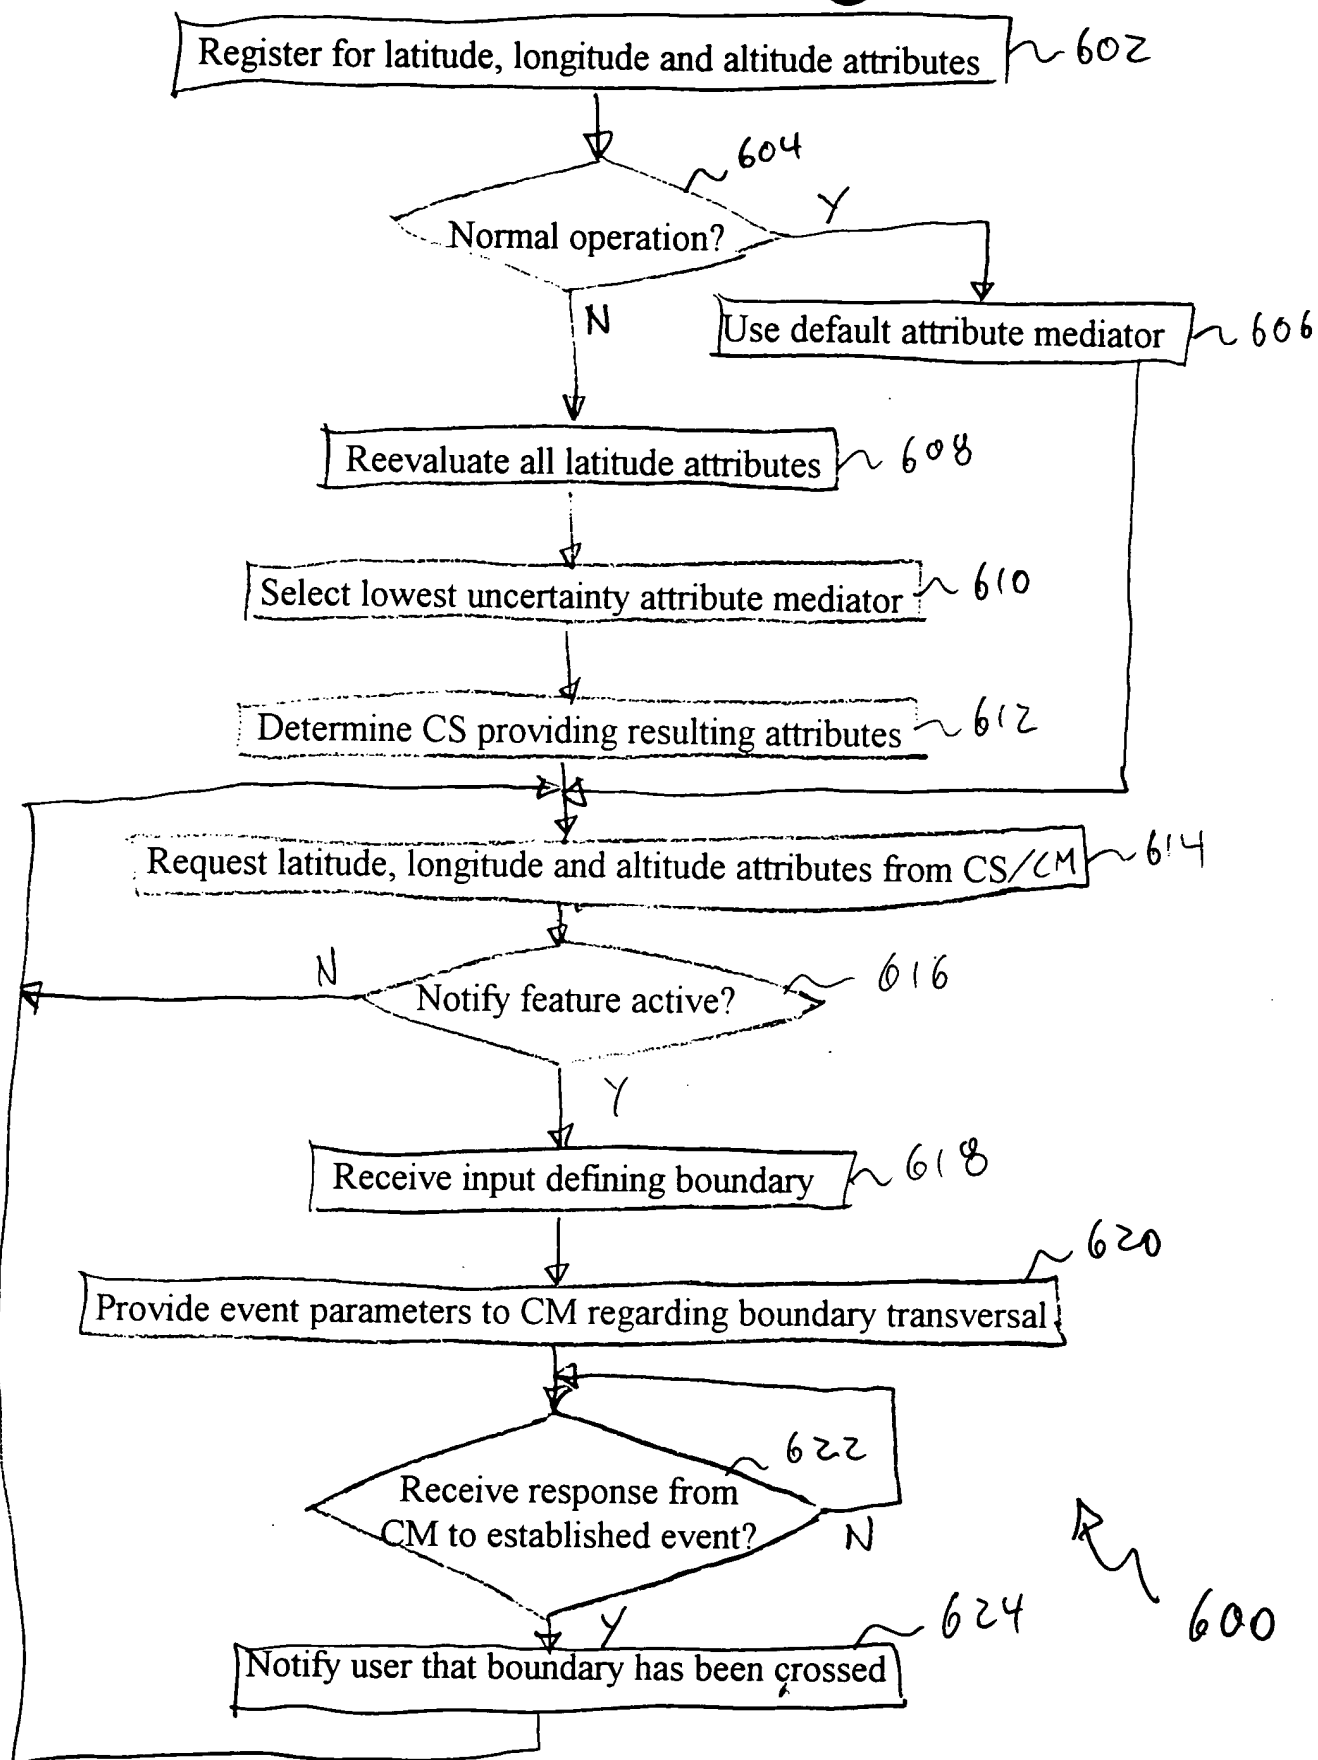 Register for latitude, longitude and altitude attributes 602
604
Normal operation?
Y
N
Use default attribute mediator 606
Reevaluate all latitude attributes 608
Select lowest uncertainty attribute mediator 610
Determine CS providing resulting attributes 612
Request latitude, longitude and altitude attributes from CS/CM 614
N
Notify feature active? 616
Y
Receive input defining boundary 618
620
Provide event parameters to CM regarding boundary transversal
622
Receive response from
CM to established event?
N
Y
624
600
Notify user that boundary has been crossed